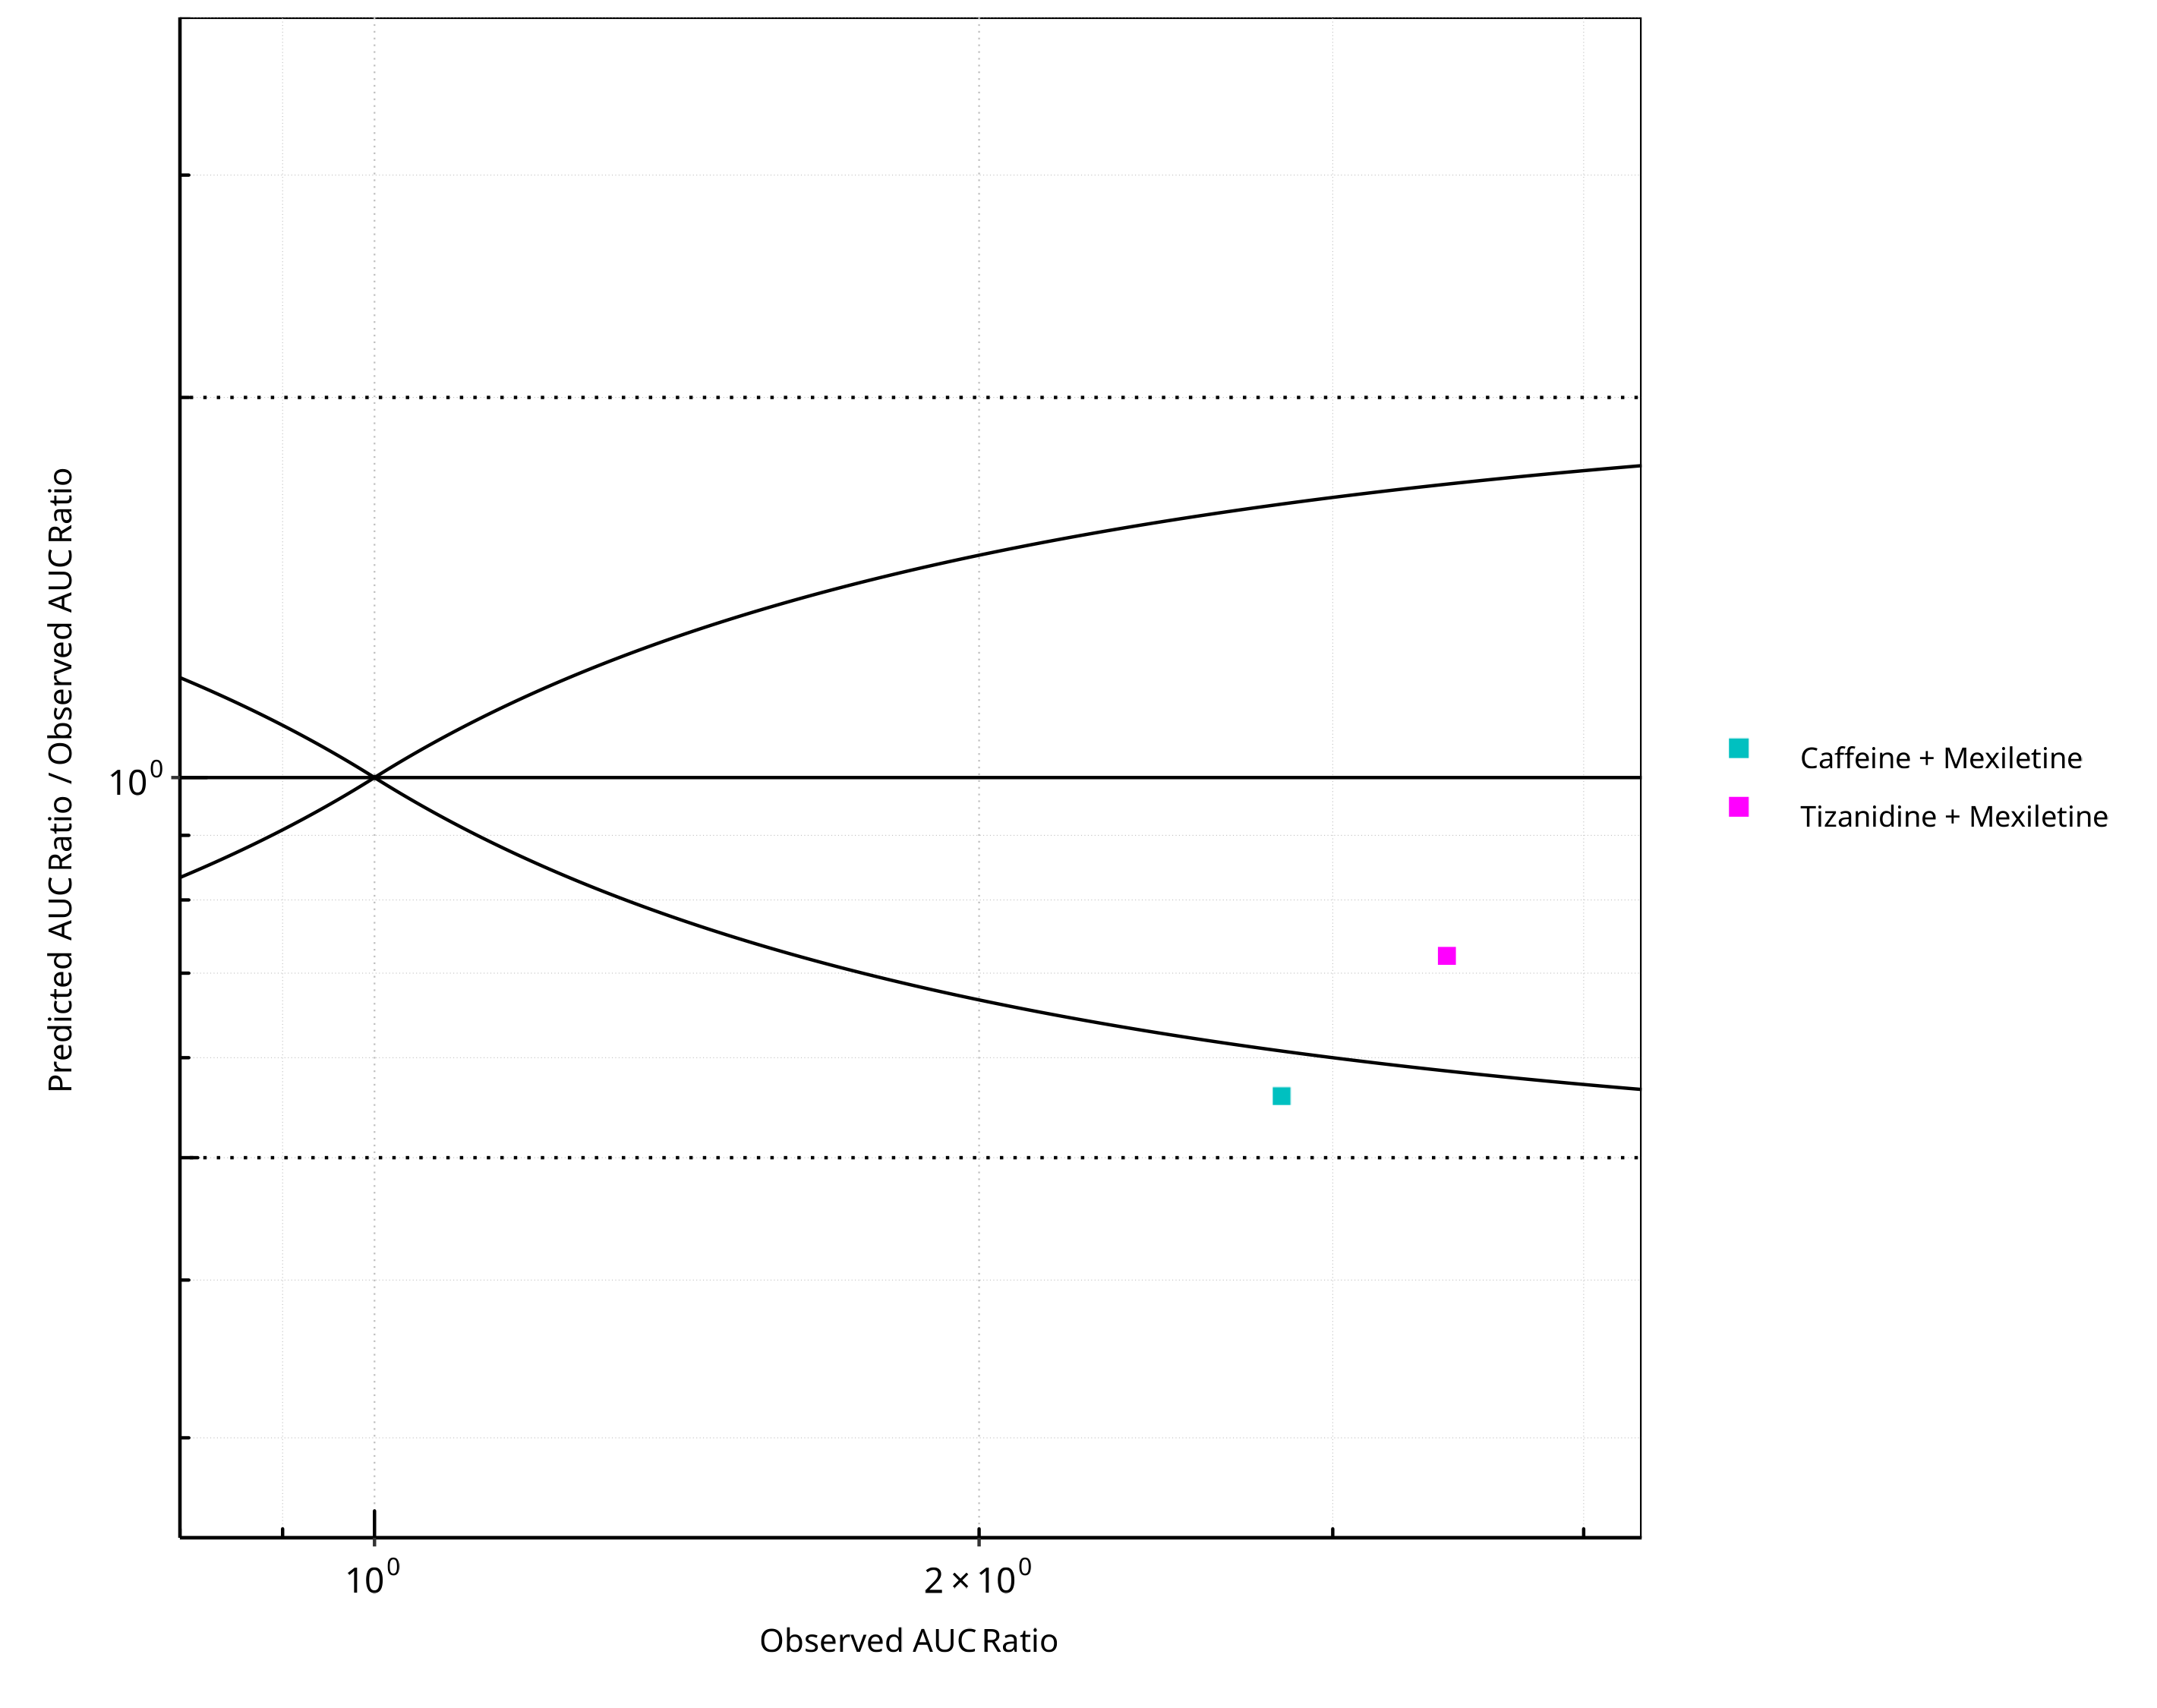 Predicted AUC Ratio / Observed AUC Ratio
10⁰
10⁰
2 × 10⁰
Observed AUC Ratio
Caffeine + Mexiletine
Tizanidine + Mexiletine